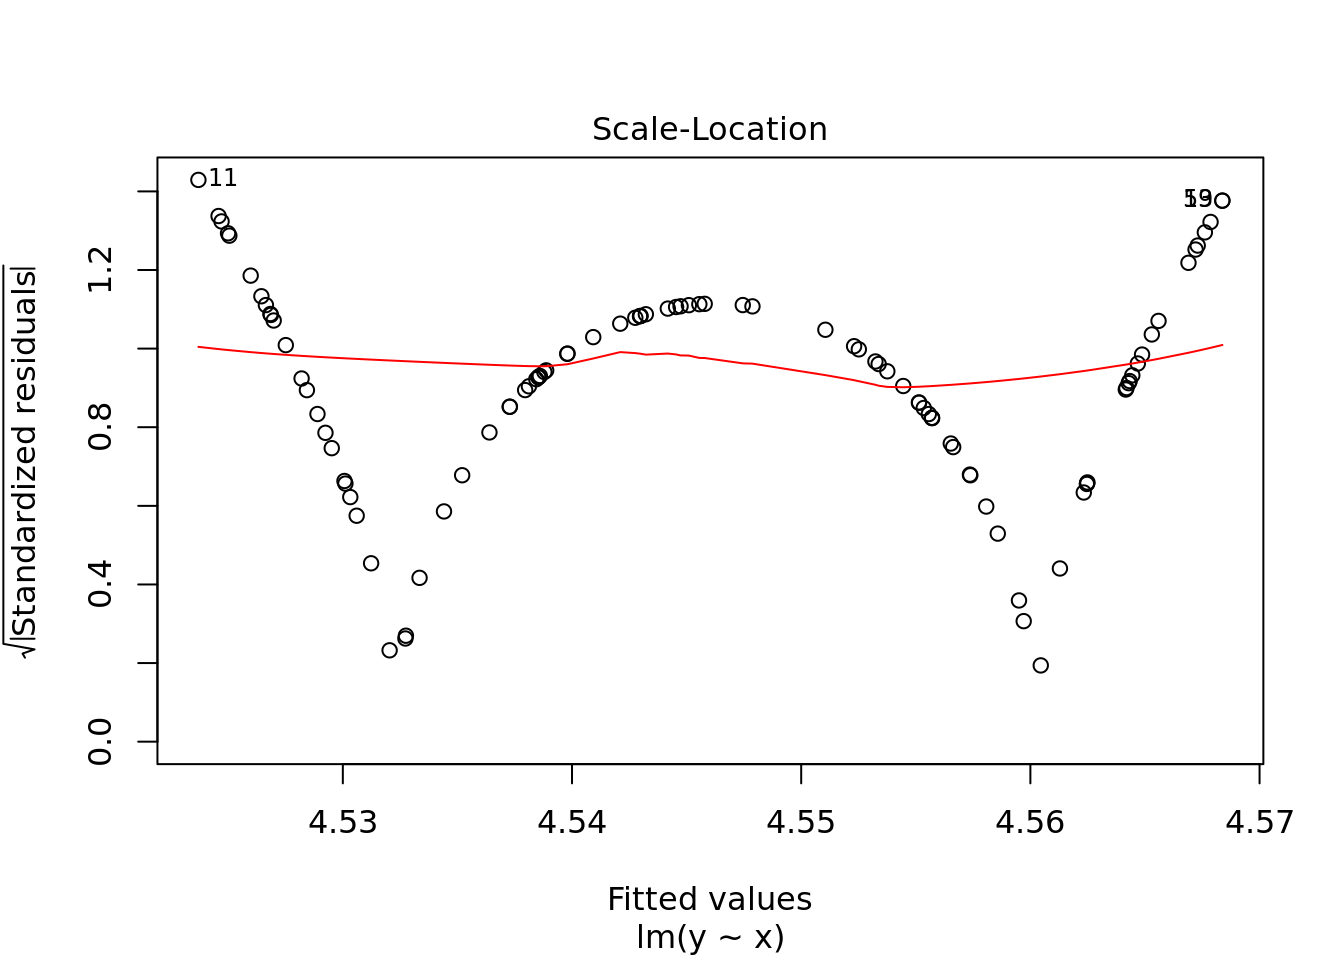 Scale-Location
√|Standardized residuals|
1.2
0.8
0.4
0.0
11
4.53
4.54
4.55
4.56
4.57
Fitted values
lm(y ~ x)